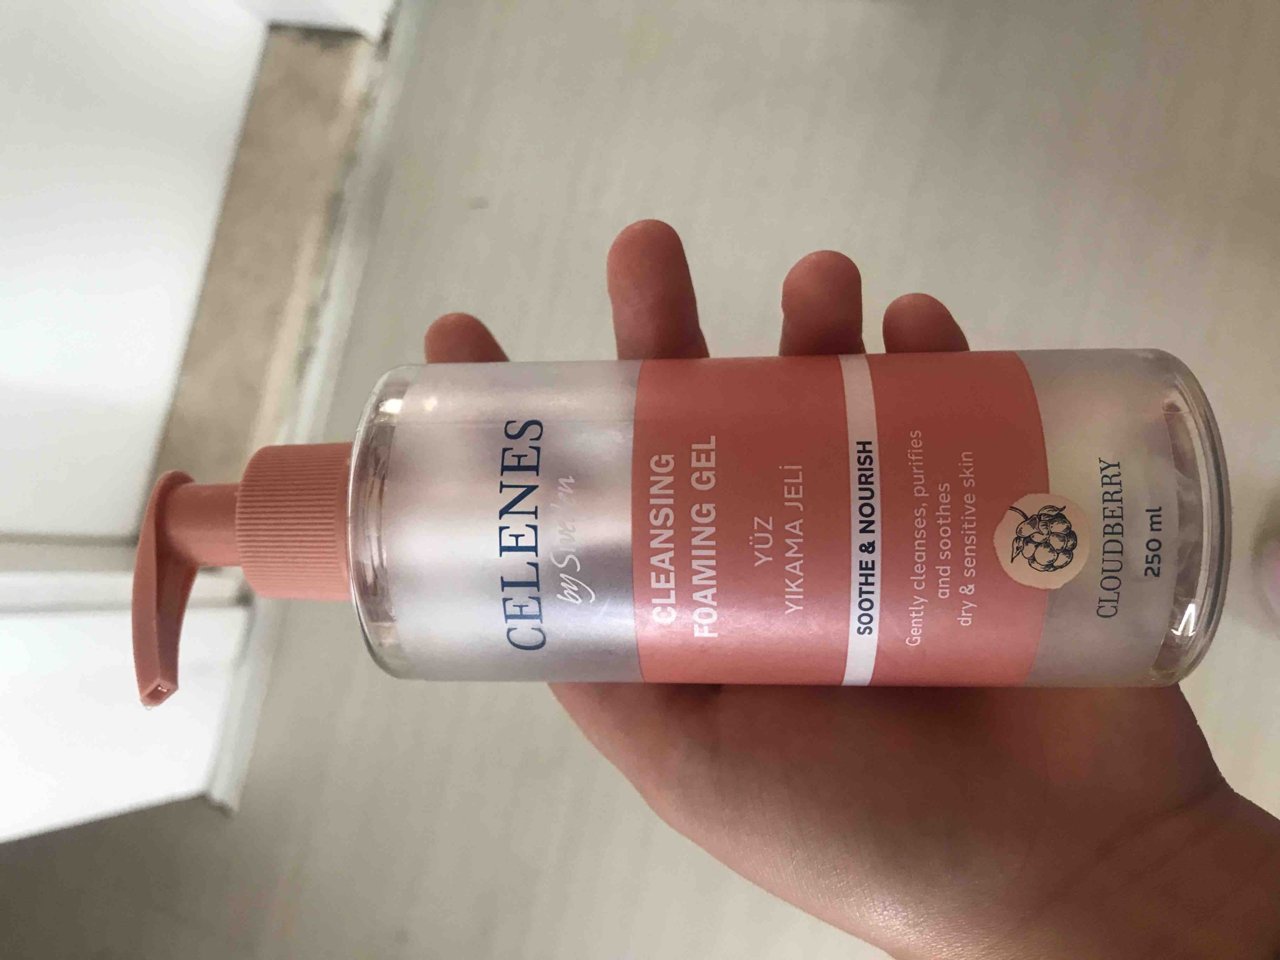 CELENES
by Sweden
CLEANSING
FOAMING GEL
YÜZ
YIKAMA JELİ
SOOTHE & NOURISH
Gently cleanses, purifies
and soothes
dry & sensitive skin
CLOUDBERRY
250 ml